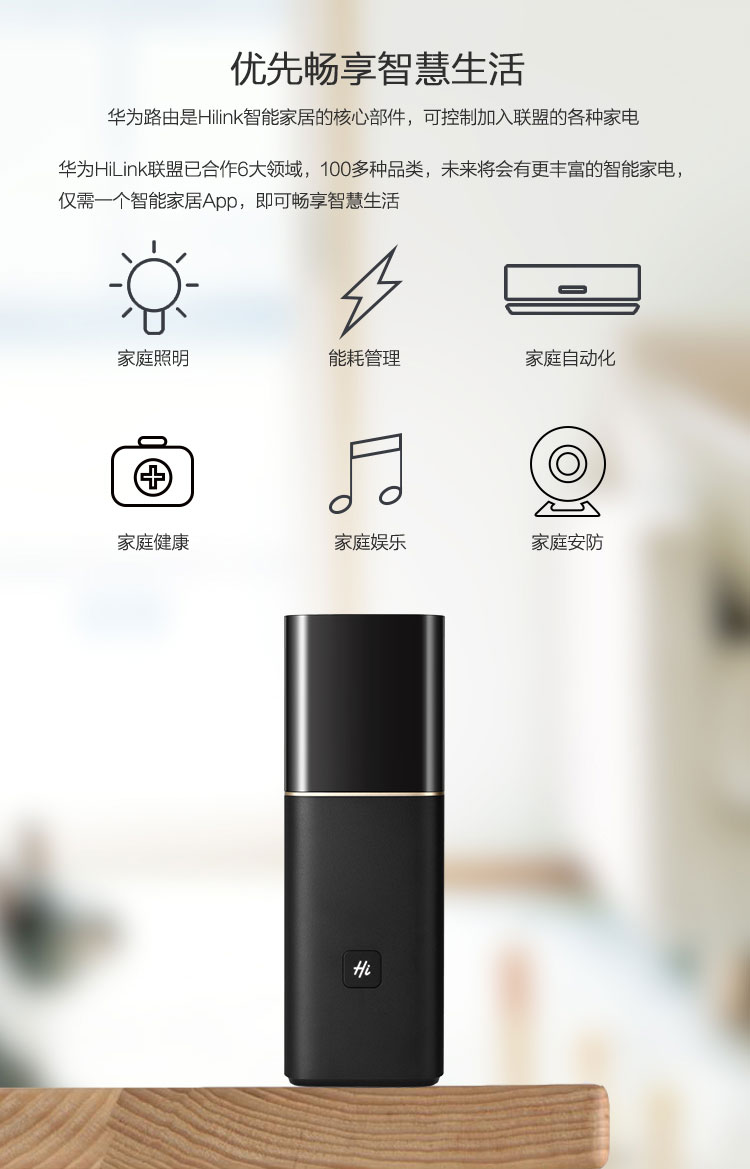 优先畅享智慧生活
华为路由是Hilink智能家居的核心部件，可控制加入联盟的各种家电
华为HiLink联盟已合作6大领域，100多种品类，未来将会有更丰富的智能家电，
仅需一个智能家居App，即可畅享智慧生活
家庭照明
能耗管理
家庭自动化
家庭健康
家庭娱乐
家庭安防
Hi